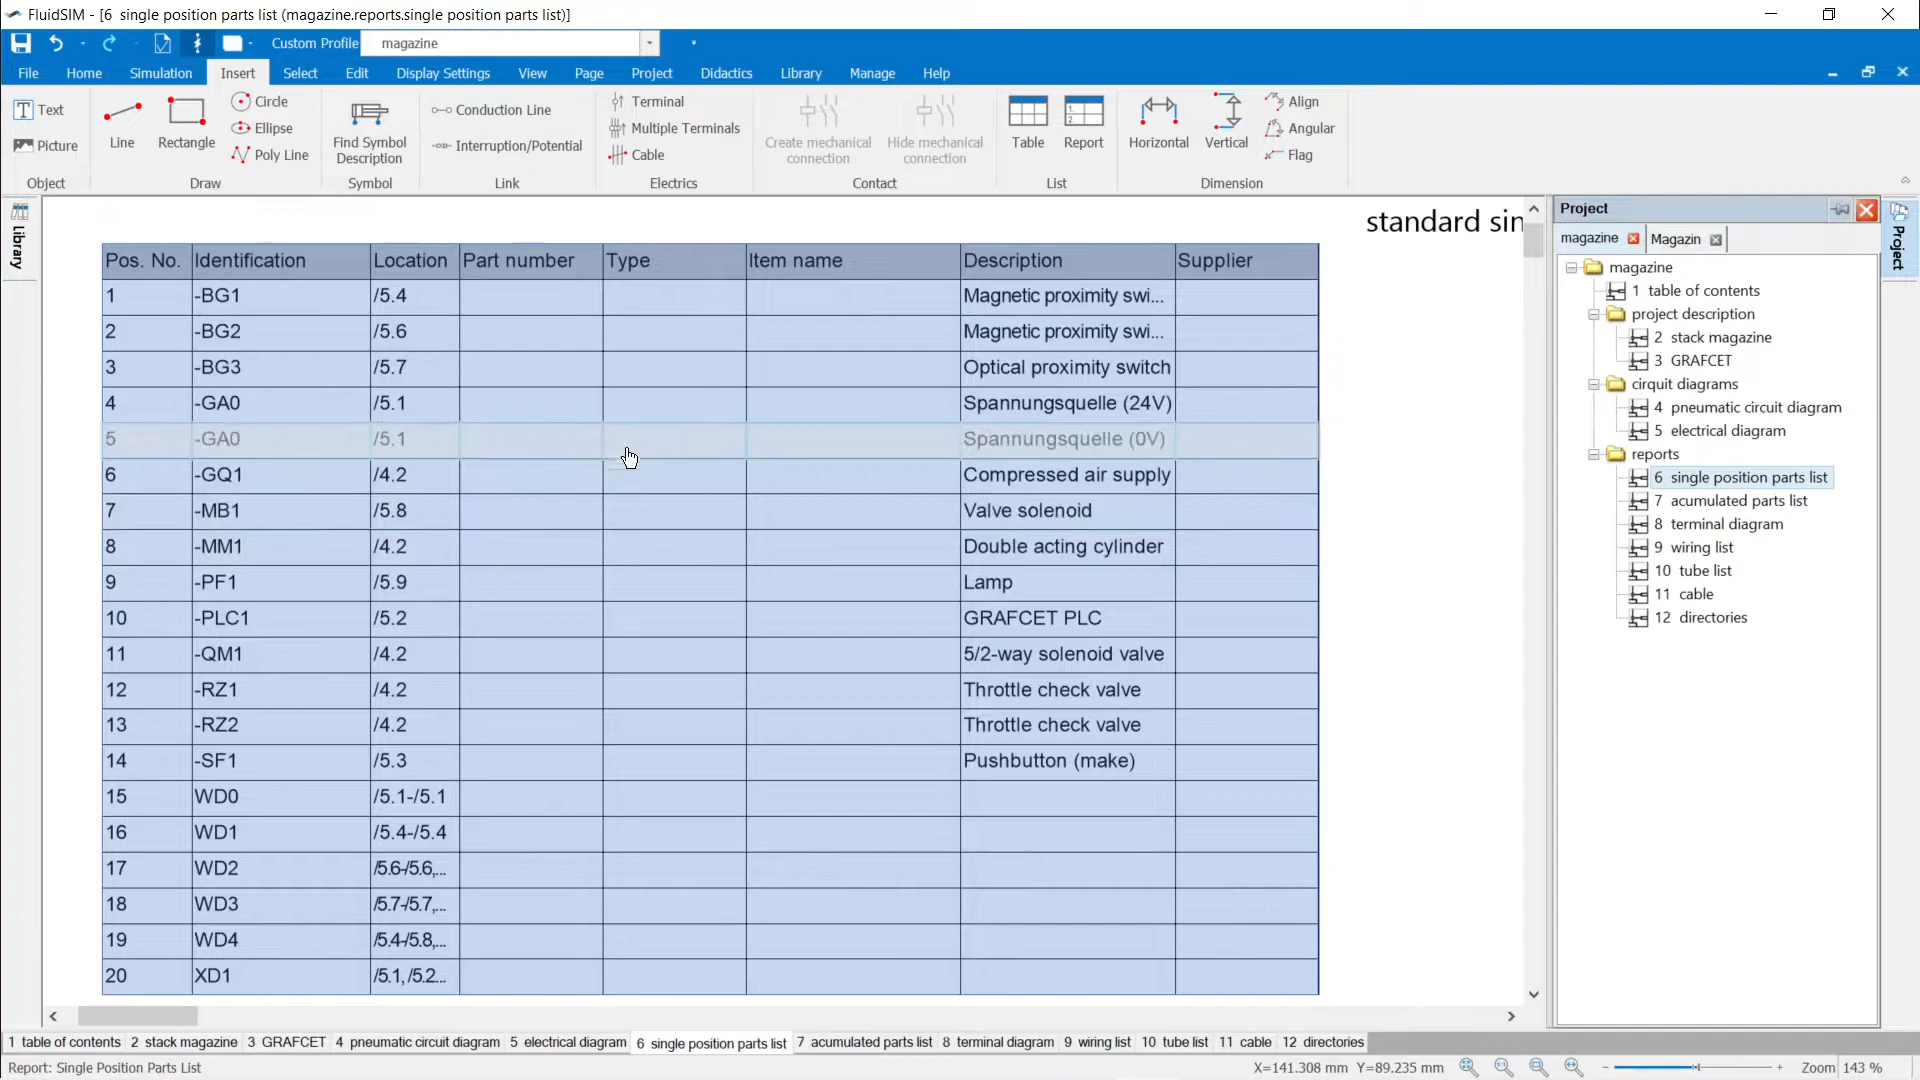 FluidSIM - [6 single position parts list (magazine.reports.single position parts list)]
Custom Profile magazine
File Home Simulation Insert Select Edit Display Settings View Page Project Didactics Library Manage Help
Text
Picture
Object
Line
Rectangle
Circle
Ellipse
Poly Line
Draw
Find Symbol
Description
Symbol
Conduction Line
Interruption/Potential
Link
Terminal
Multiple Terminals
Cable
Electrics
Create mechanical
connection
Hide mechanical
connection
Contact
Table
Report
List
Horizontal
Vertical
Align
Angular
Flag
Dimension
Library
standard sin
Pos. No. Identification Location Part number Type Item name Description Supplier
1 -BG1 /5.4 Magnetic proximity swi...
2 -BG2 /5.6 Magnetic proximity swi...
3 -BG3 /5.7 Optical proximity switch
4 -GA0 /5.1 Spannungsquelle (24V)
5 -GA0 /5.1 Spannungsquelle (0V)
6 -GQ1 /4.2 Compressed air supply
7 -MB1 /5.8 Valve solenoid
8 -MM1 /4.2 Double acting cylinder
9 -PF1 /5.9 Lamp
10 -PLC1 /5.2 GRAFCET PLC
11 -QM1 /4.2 5/2-way solenoid valve
12 -RZ1 /4.2 Throttle check valve
13 -RZ2 /4.2 Throttle check valve
14 -SF1 /5.3 Pushbutton (make)
15 WD0 /5.1-/5.1
16 WD1 /5.4-/5.4
17 WD2 /5.6-/5.6,...
18 WD3 /5.7-/5.7,...
19 WD4 /5.4-/5.8,...
20 XD1 /5.1, /5.2...
Project
magazine Magazin
magazine
1 table of contents
project description
2 stack magazine
3 GRAFCET
cirquit diagrams
4 pneumatic circuit diagram
5 electrical diagram
reports
6 single position parts list
7 acumulated parts list
8 terminal diagram
9 wiring list
10 tube list
11 cable
12 directories
Project
1 table of contents 2 stack magazine 3 GRAFCET 4 pneumatic circuit diagram 5 electrical diagram 6 single position parts list 7 acumulated parts list 8 terminal diagram 9 wiring list 10 tube list 11 cable 12 directories
Report: Single Position Parts List X=141.308 mm Y=89.235 mm Zoom 143 %